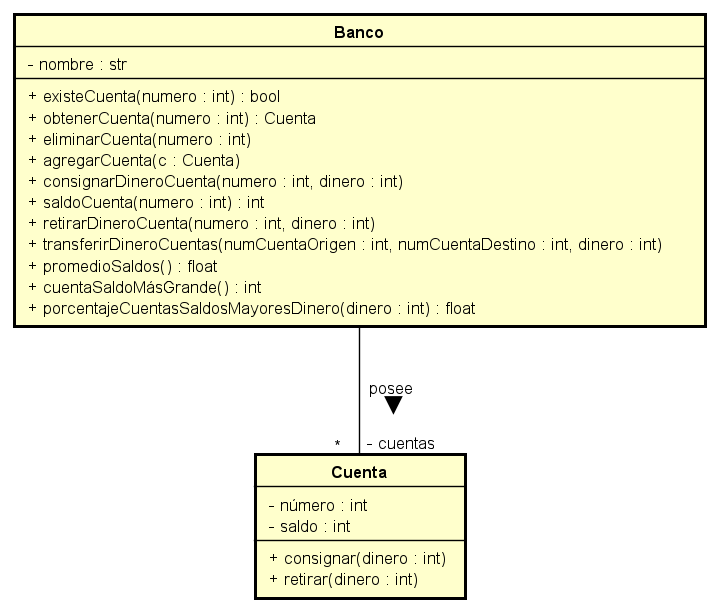 Banco
- nombre : str
+ existeCuenta(numero : int) : bool
+ obtenerCuenta(numero : int) : Cuenta
+ eliminarCuenta(numero : int)
+ agregarCuenta(c : Cuenta)
+ consignarDineroCuenta(numero : int, dinero : int)
+ saldoCuenta(numero : int) : int
+ retirarDineroCuenta(numero : int, dinero : int)
+ transferirDineroCuentas(numCuentaOrigen : int, numCuentaDestino : int, dinero : int)
+ promedioSaldos() : float
+ cuentaSaldoMásGrande() : int
+ porcentajeCuentasSaldosMayoresDinero(dinero : int) : float
posee
* - cuentas
Cuenta
- número : int
- saldo : int
+ consignar(dinero : int)
+ retirar(dinero : int)